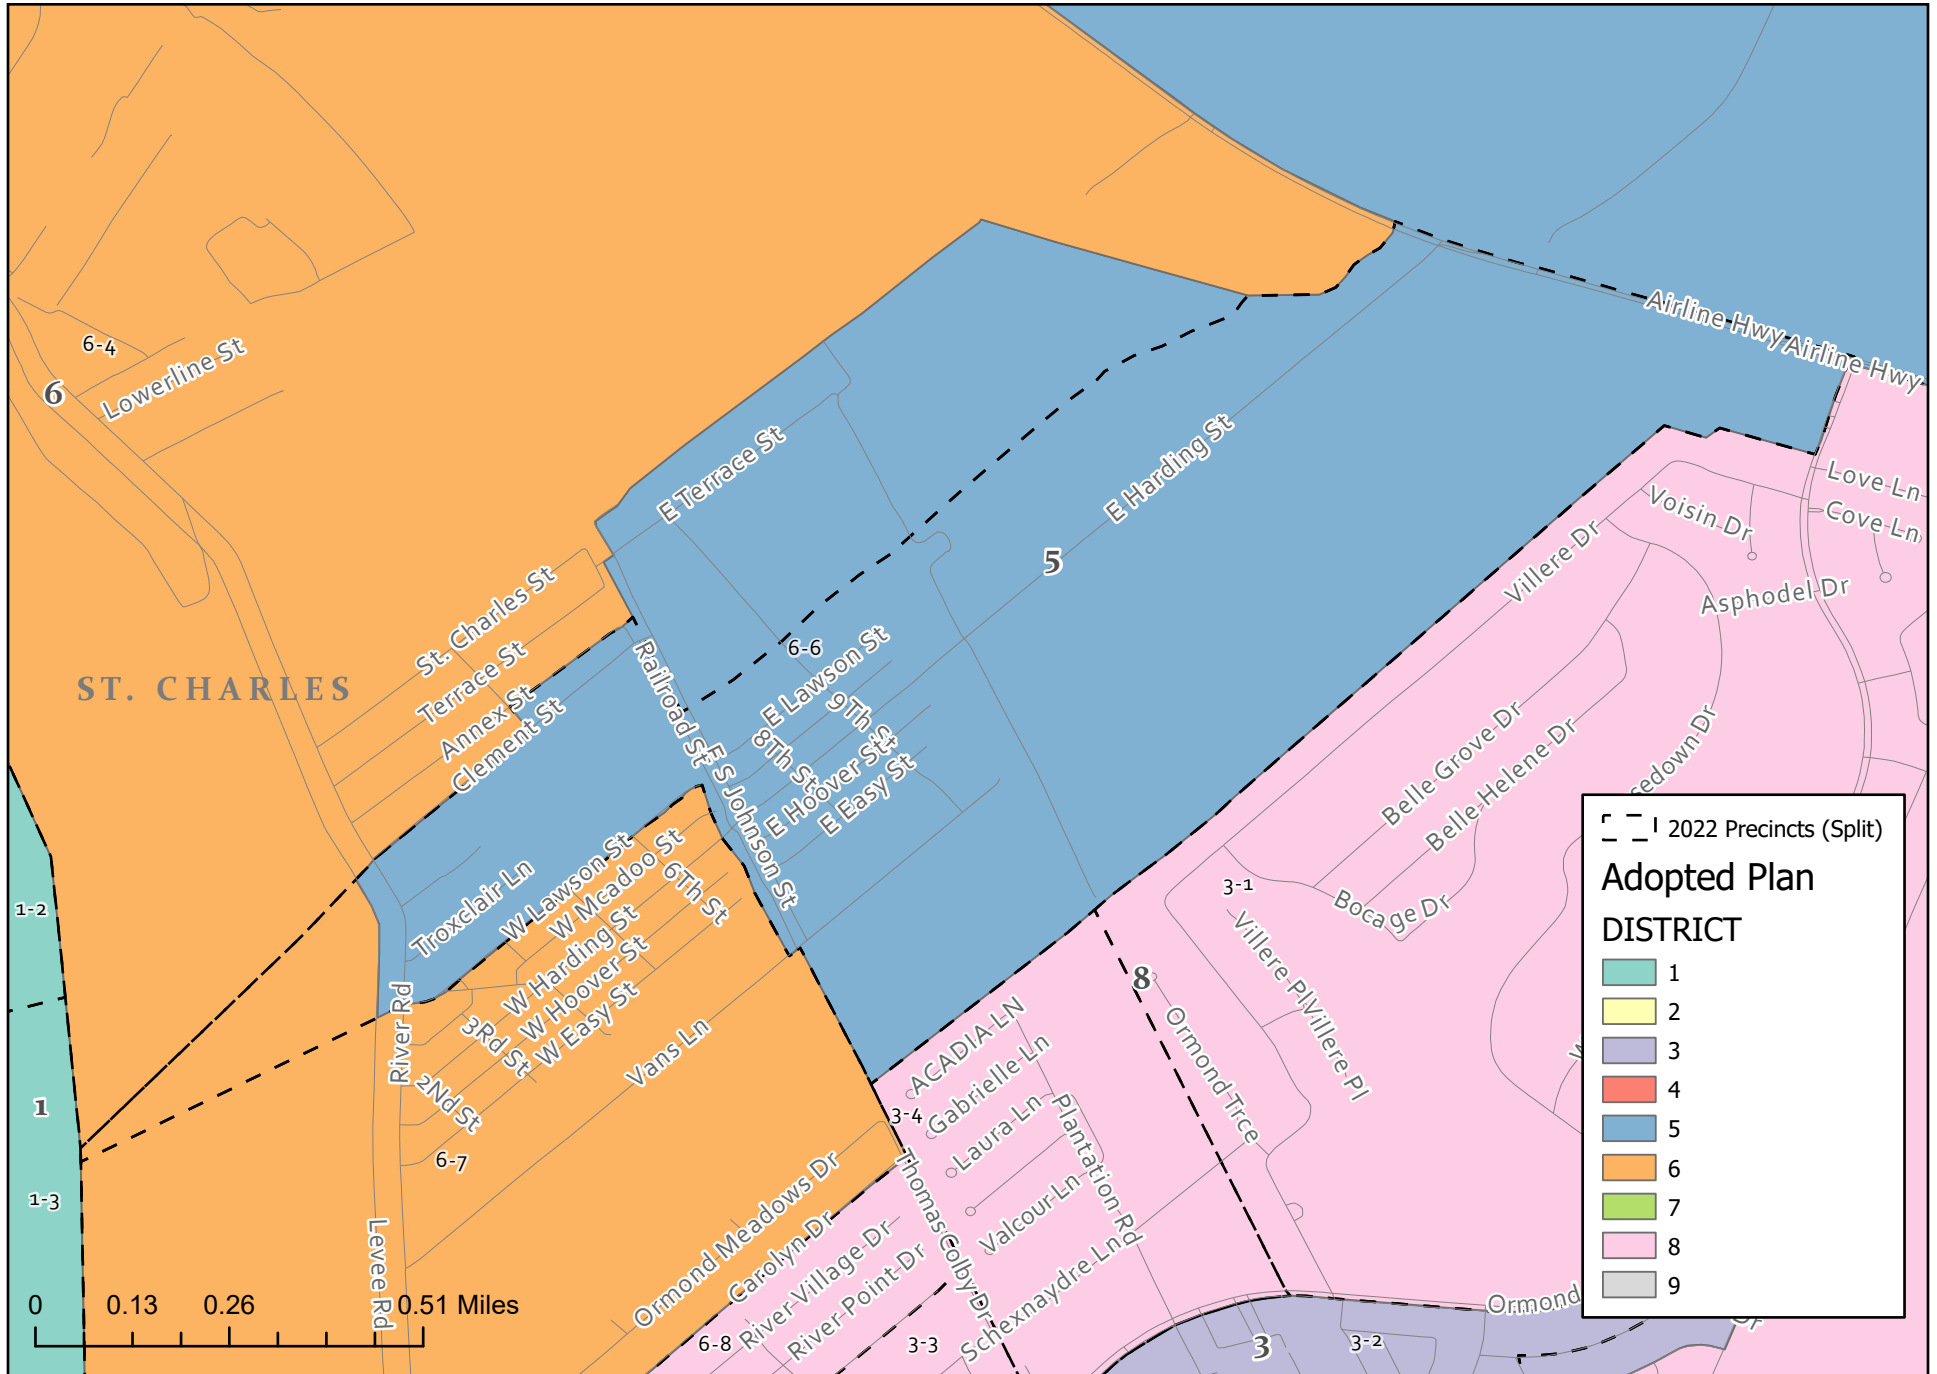 Airline Hwy
Airline Hwy
6-4
Lowerline St
6
E Terrace St
E Harding St
Love Ln
Voisin Dr
Cove Ln
Villere Dr
5
Asphodel Dr
St. Charles St
Terrace St
Annex St
Clement St
ST. CHARLES
Railroad St
6-6
E Lawson St
9Th St
8Th St
E Hoover St
E Easy St
E S Johnson St
Belle Grove Dr
Belle Helene Dr
sedown Dr
Troxclair Ln
W Lawson St
W Mcadoo St
6Th St
W Harding St
W Hoover St
W Easy St
3Rd St
2Nd St
River Rd
Vans Ln
1-2
1
1-3
6-7
3-1
Bocage Dr
Villere Pl
Villere Pl
8
Ormond Trce
ACADIA LN
Gabrielle Ln
3-4
Laura Ln
Plantation Rd
Valcour Ln
Thomas Colby Dr
Schexnaydre Ln
Ormond Meadows Dr
Carolyn Dr
River Village Dr
River Point Dr
Levee Rd
6-8
3-3
3
3-2
Ormond
Dr
W
0 0.13 0.26 0.51 Miles
2022 Precincts (Split)
Adopted Plan
DISTRICT
1
2
3
4
5
6
7
8
9